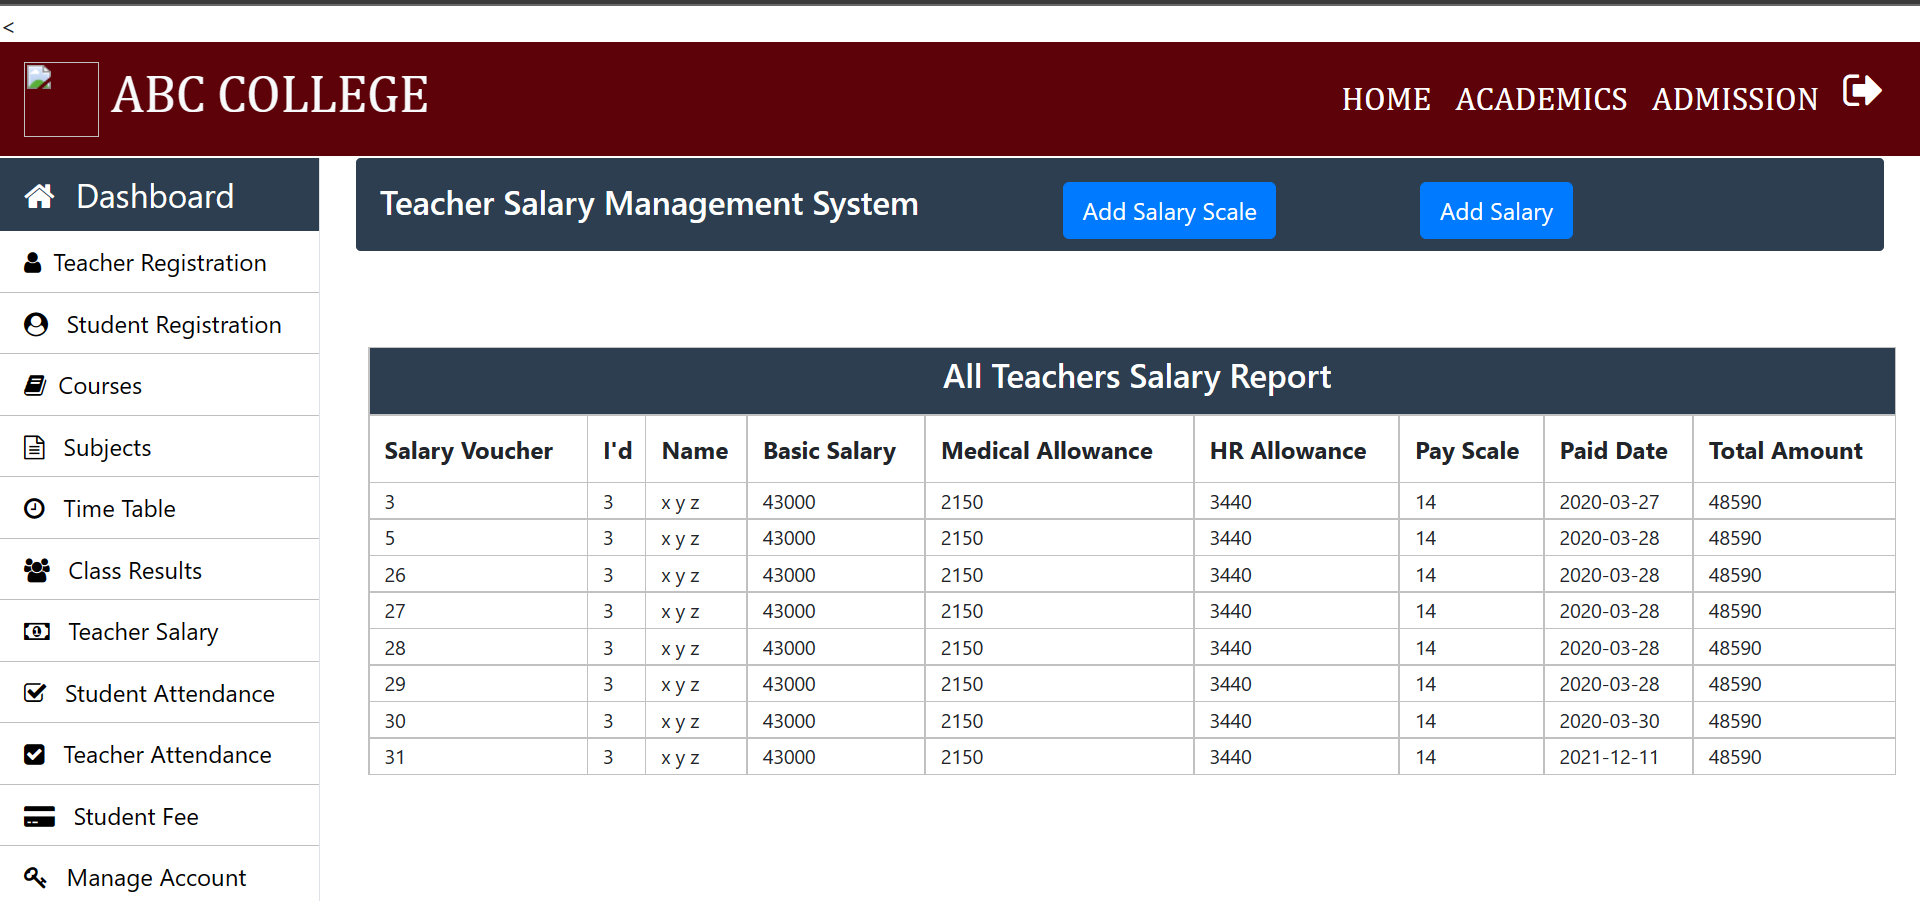 <
ABC COLLEGE
HOME ACADEMICS ADMISSION
Dashboard
Teacher Registration
Student Registration
Courses
Subjects
Time Table
Class Results
Teacher Salary
Student Attendance
Teacher Attendance
Student Fee
Manage Account
Teacher Salary Management System Add Salary Scale Add Salary
All Teachers Salary Report
Salary Voucher I'd Name Basic Salary Medical Allowance HR Allowance Pay Scale Paid Date Total Amount
3 3 x y z 43000 2150 3440 14 2020-03-27 48590
5 3 x y z 43000 2150 3440 14 2020-03-28 48590
26 3 x y z 43000 2150 3440 14 2020-03-28 48590
27 3 x y z 43000 2150 3440 14 2020-03-28 48590
28 3 x y z 43000 2150 3440 14 2020-03-28 48590
29 3 x y z 43000 2150 3440 14 2020-03-28 48590
30 3 x y z 43000 2150 3440 14 2020-03-30 48590
31 3 x y z 43000 2150 3440 14 2021-12-11 48590